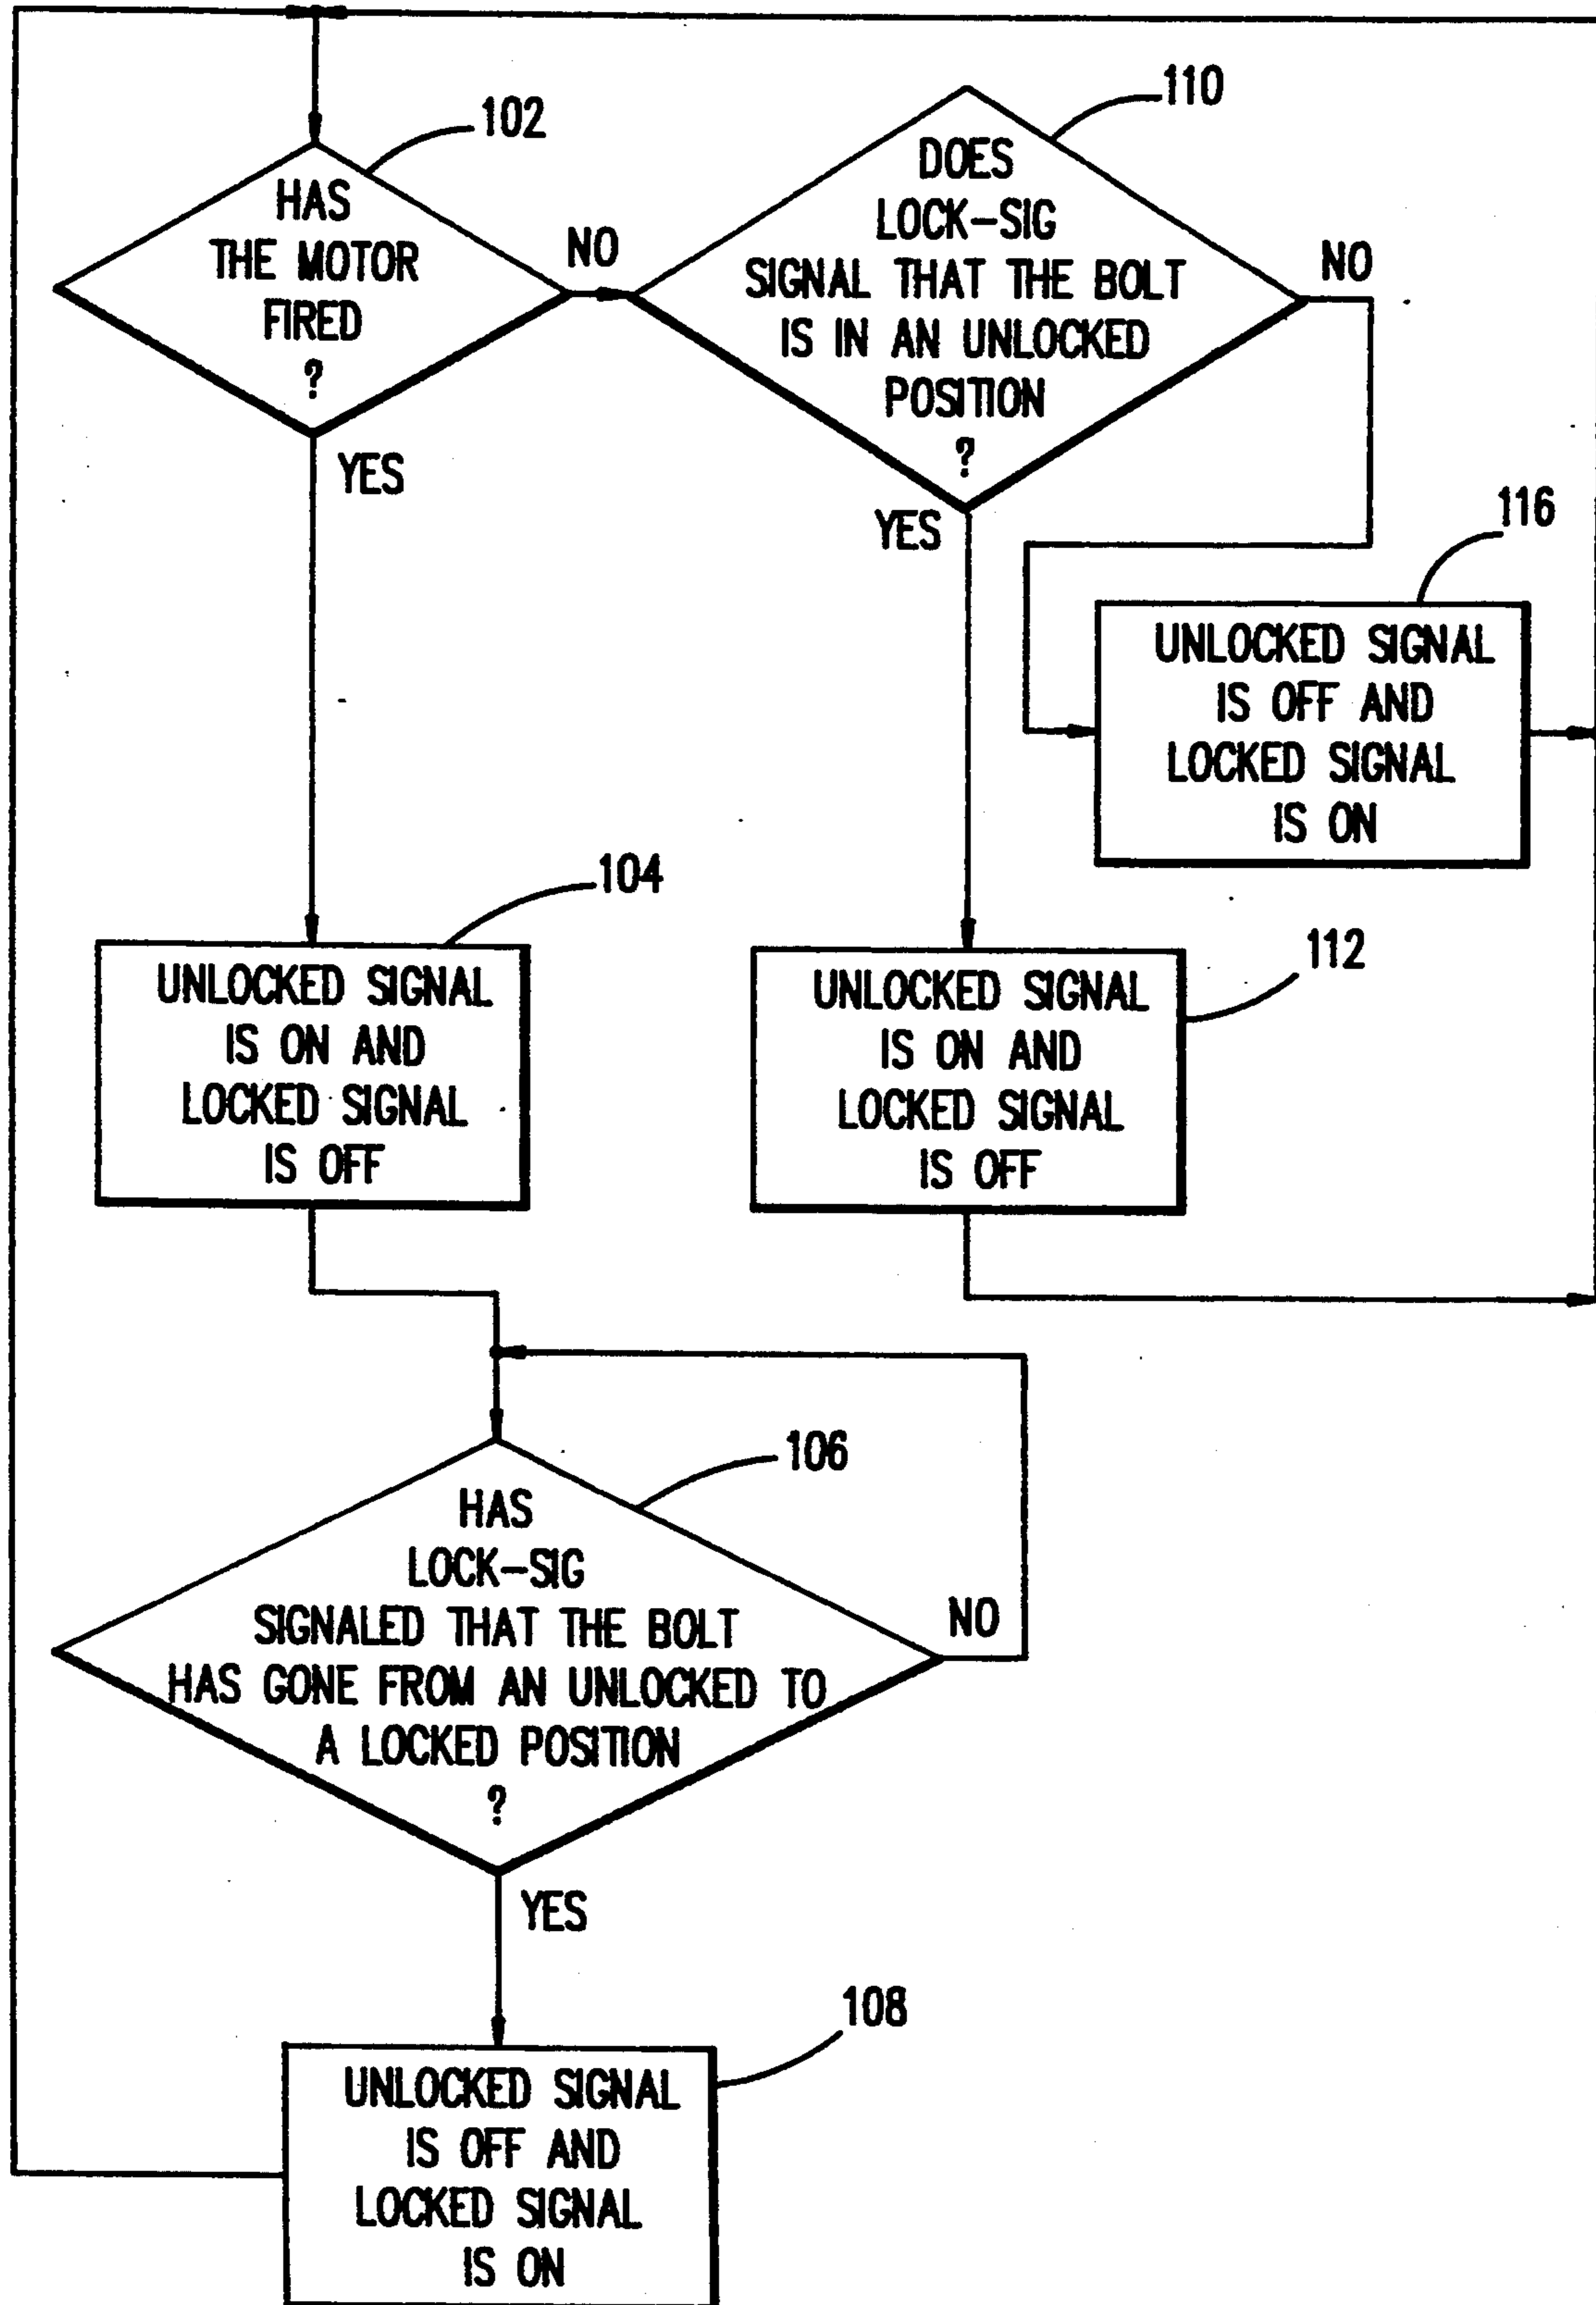 102
HAS
THE MOTOR
FIRED
?
NO
YES
110
DOES
LOCK-SIG
SIGNAL THAT THE BOLT
IS IN AN UNLOCKED
POSITION
?
NO
YES
116
UNLOCKED SIGNAL
IS OFF AND
LOCKED SIGNAL
IS ON
104
UNLOCKED SIGNAL
IS ON AND
LOCKED SIGNAL
IS OFF
112
UNLOCKED SIGNAL
IS ON AND
LOCKED SIGNAL
IS OFF
106
HAS
LOCK-SIG
SIGNALED THAT THE BOLT
HAS GONE FROM AN UNLOCKED TO
A LOCKED POSITION
?
NO
YES
108
UNLOCKED SIGNAL
IS OFF AND
LOCKED SIGNAL
IS ON